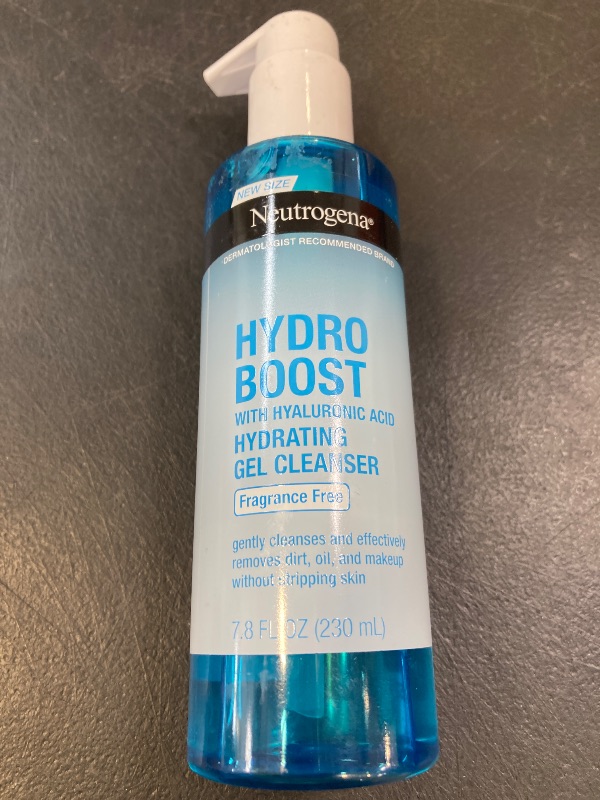 NEW SIZE
Neutrogena®
DERMATOLOGIST RECOMMENDED BRAND
HYDRO
BOOST
WITH HYALURONIC ACID
HYDRATING
GEL CLEANSER
Fragrance Free
gently cleanses and effectively
removes dirt, oil, and makeup
without stripping skin
7.8 FL OZ (230 mL)